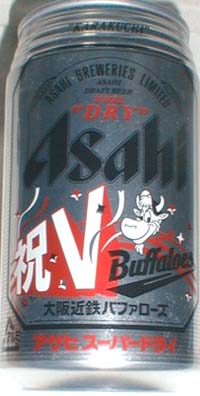 "KARAKUCHI"
ASAHI BREWERIES LIMITED
ASAHI
DRAFT BEER
"DRY"
Asahi
祝V
Buffaloes
大阪近鉄バファローズ
アサヒスーパードライ